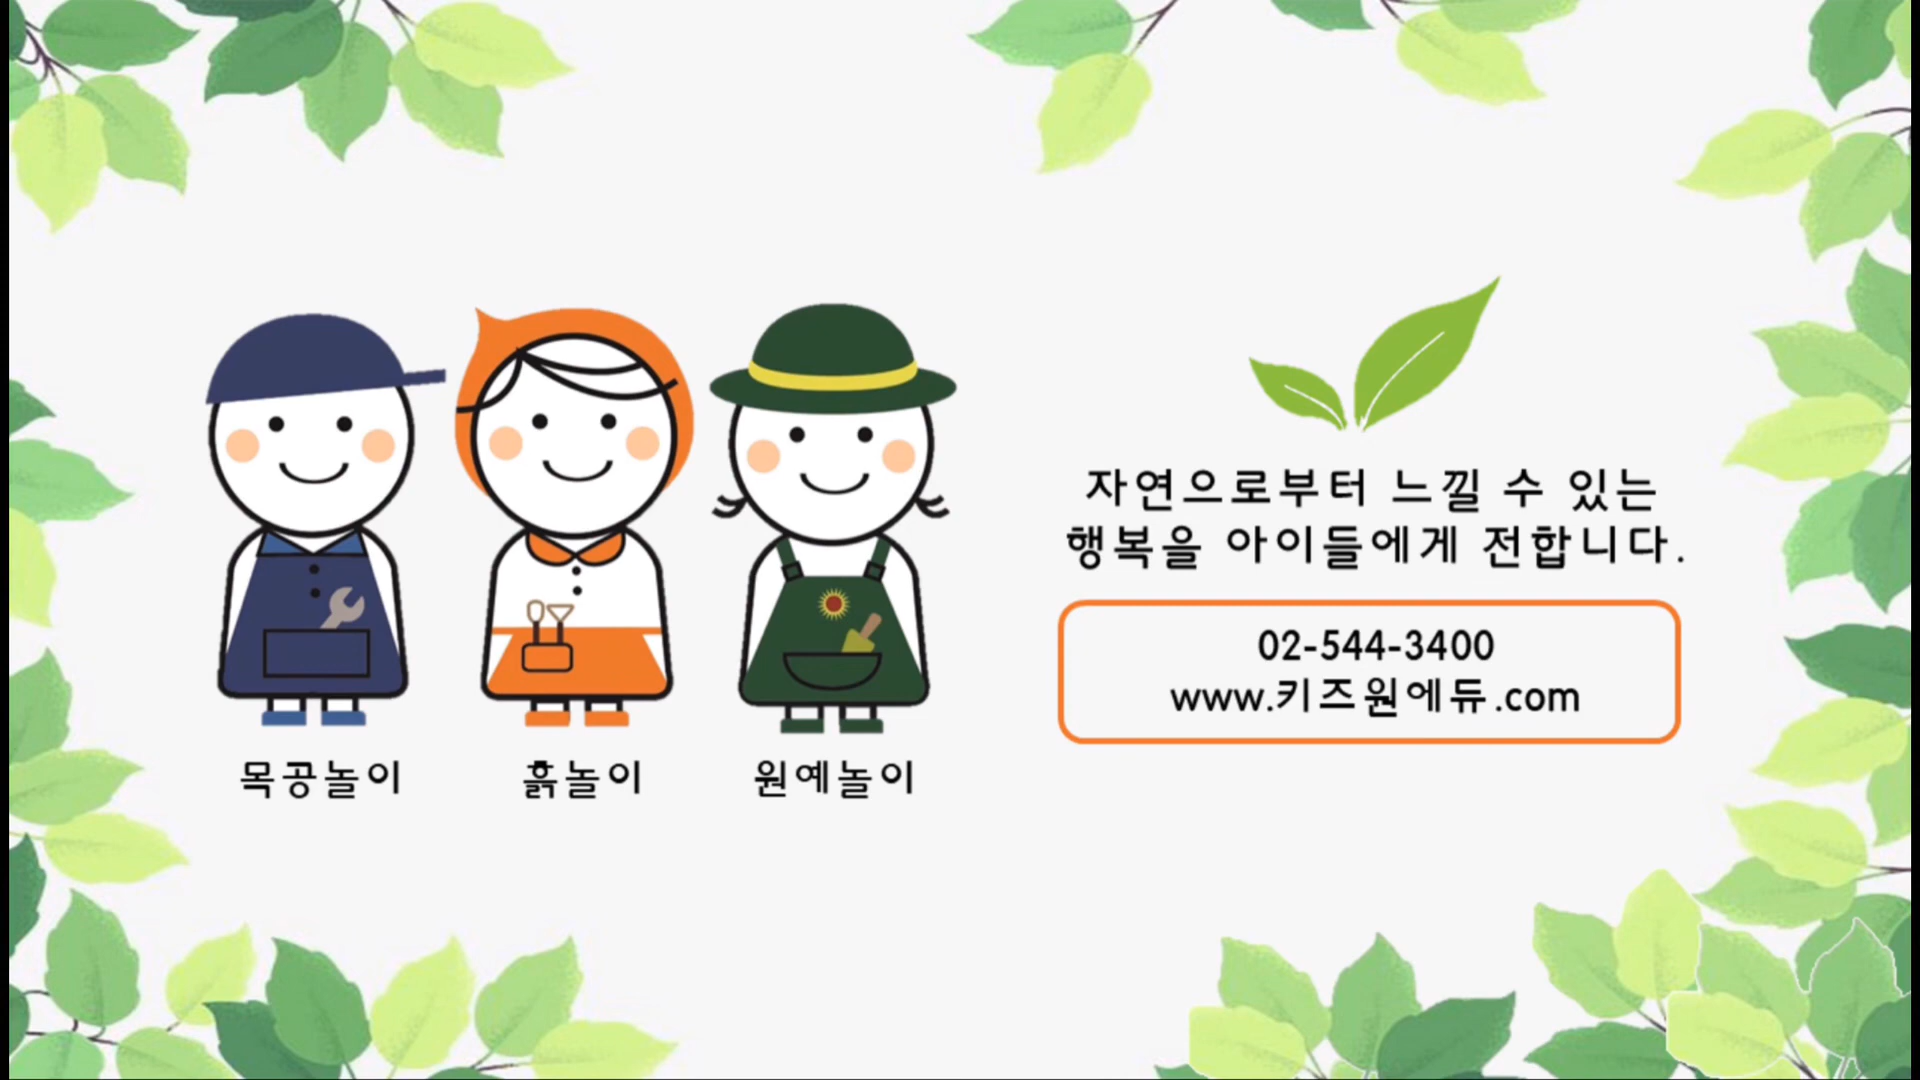 자연으로부터 느낄 수 있는
행복을 아이들에게 전합니다.
02-544-3400
www.키즈원에듀.com
목공놀이
흙놀이
원예놀이